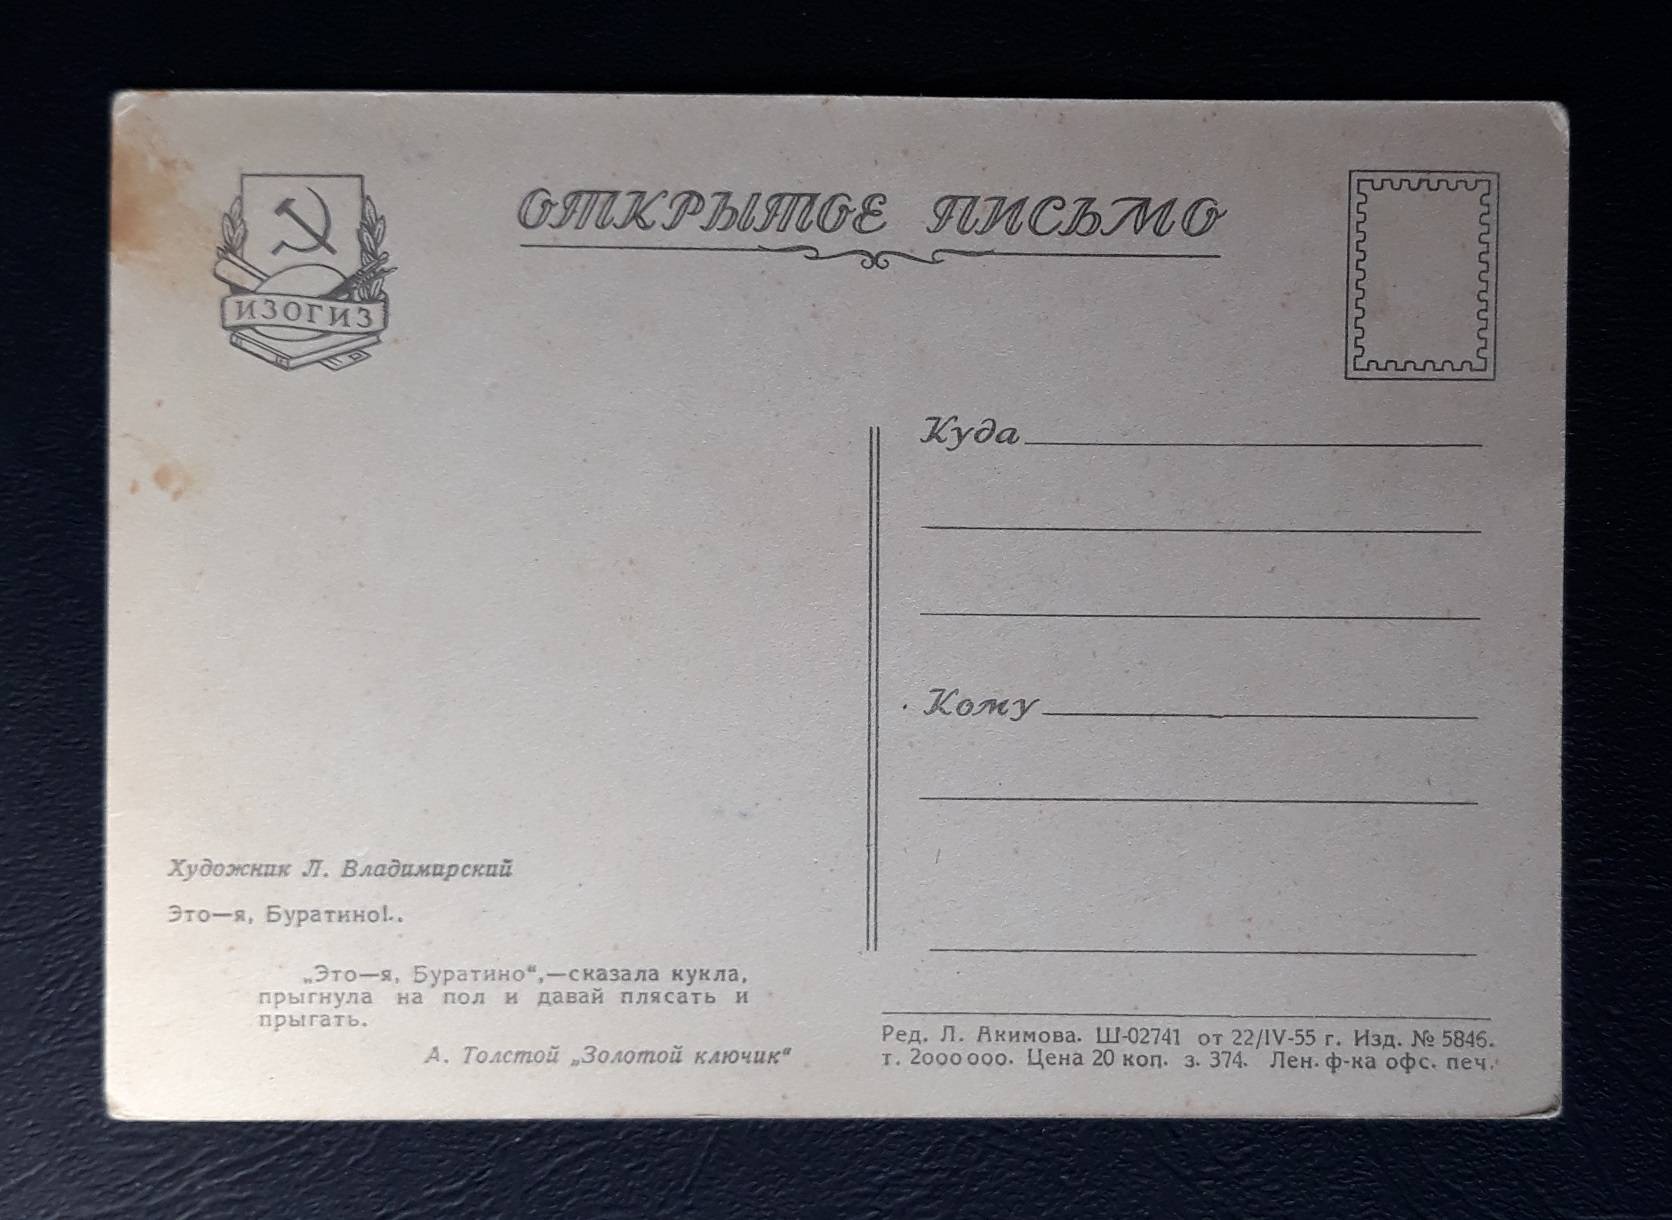 ИЗОГИЗ
ОТКРЫТОЕ ПИСЬМО
Куда
Кому
Художник Л. Владимирский
Это—я, Буратино!..
„Это—я, Буратино“,—сказала кукла,
прыгнула на пол и давай плясать и
прыгать.
А. Толстой „Золотой ключик“
Ред. Л. Акимова. Ш-02741 от 22/IV-55 г. Изд. № 5846.
т. 2000000. Цена 20 коп. з. 374. Лен. ф-ка офс. печ.